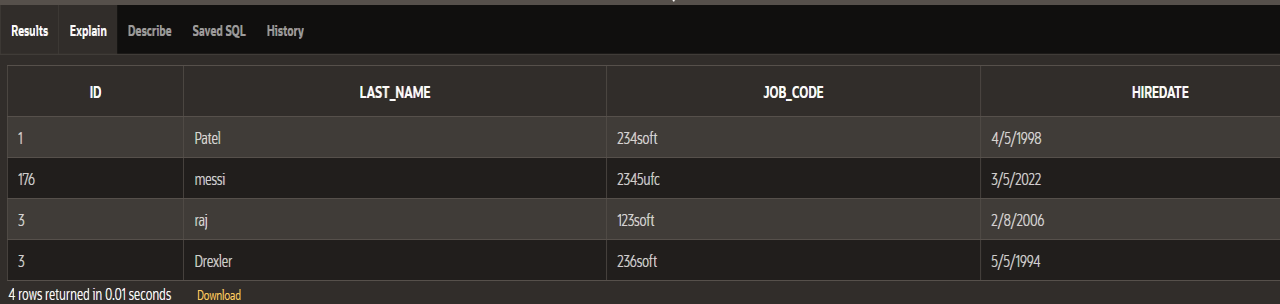 Results Explain Describe Saved SQL History
ID LAST_NAME JOB_CODE HIREDATE
1 Patel 234soft 4/5/1998
176 messi 2345ufc 3/5/2022
3 raj 123soft 2/8/2006
3 Drexler 236soft 5/5/1994
4 rows returned in 0.01 seconds Download